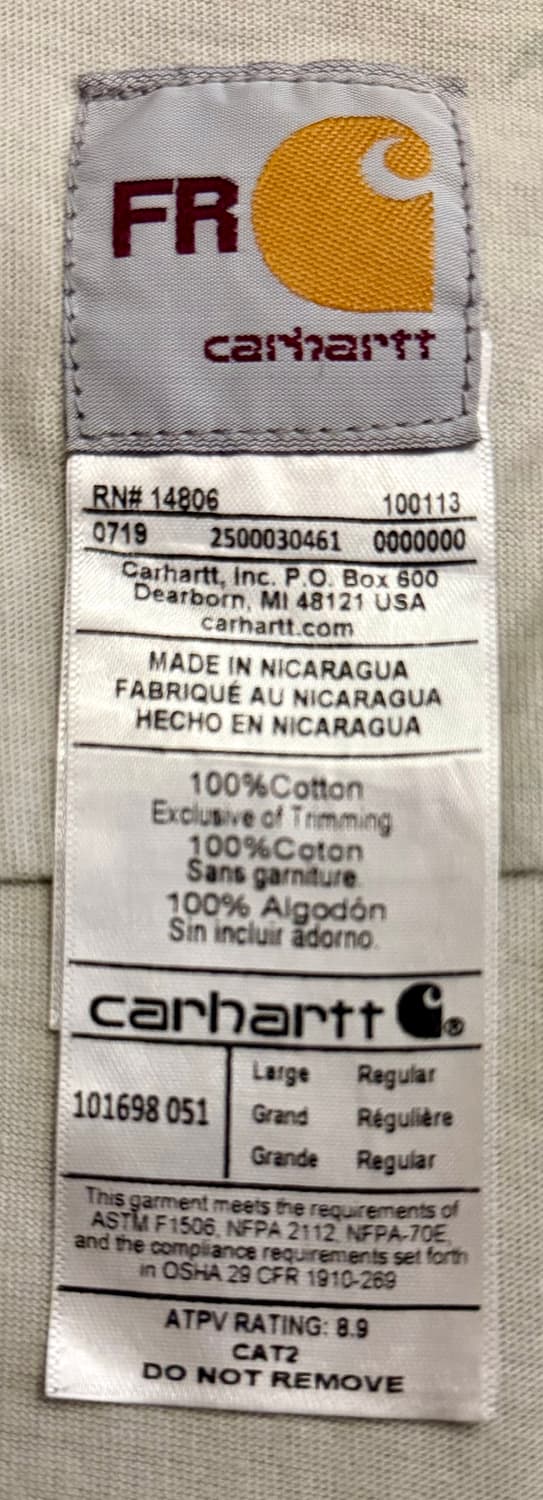 FR
carhartt
RN# 14806 100113
0719 2500030461 0000000
Carhartt, Inc. P.O. Box 600
Dearborn, MI 48121 USA
carhartt.com
MADE IN NICARAGUA
FABRIQUÉ AU NICARAGUA
HECHO EN NICARAGUA
100%Cotton
Exclusive of Trimming
100%Coton
Sans garniture.
100% Algodón
Sin incluir adorno.
carhartt ®
101698 051
Large Regular
Grand Régulière
Grande Regular
This garment meets the requirements of
ASTM F1506, NFPA 2112, NFPA-70E,
and the compliance requirements set forth
in OSHA 29 CFR 1910-269
ATPV RATING: 8.9
CAT2
DO NOT REMOVE